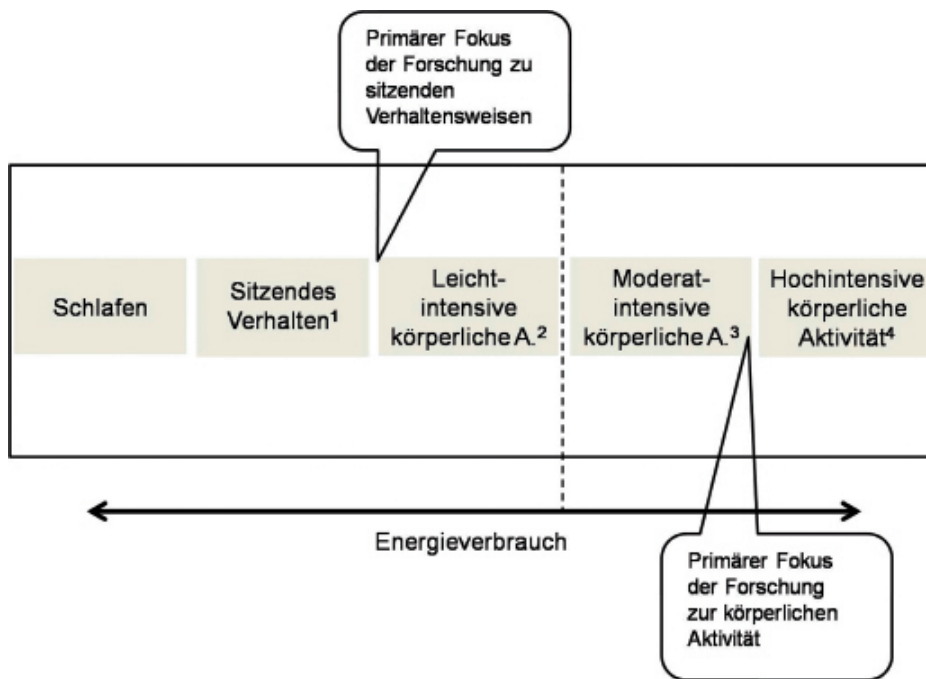 Primärer Fokus
der Forschung zu
sitzenden
Verhaltensweisen
Schlafen
Sitzendes
Verhalten¹
Leicht-
intensive
körperliche A.²
Moderat-
intensive
körperliche A.³
Hochintensive
körperliche
Aktivität⁴
Energieverbrauch
Primärer Fokus
der Forschung
zur körperlichen
Aktivität